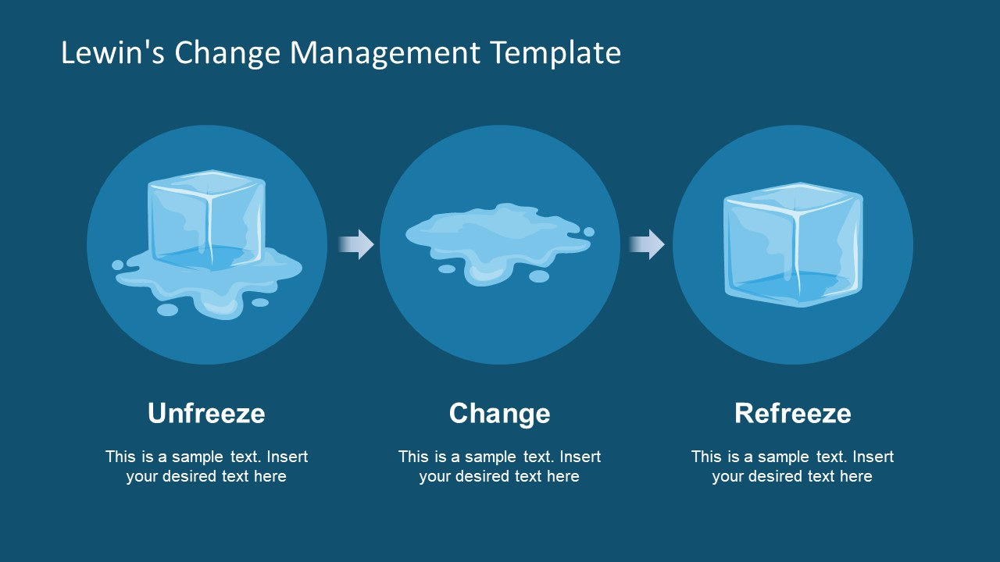 Lewin's Change Management Template
Unfreeze
This is a sample text. Insert
your desired text here
Change
This is a sample text. Insert
your desired text here
Refreeze
This is a sample text. Insert
your desired text here